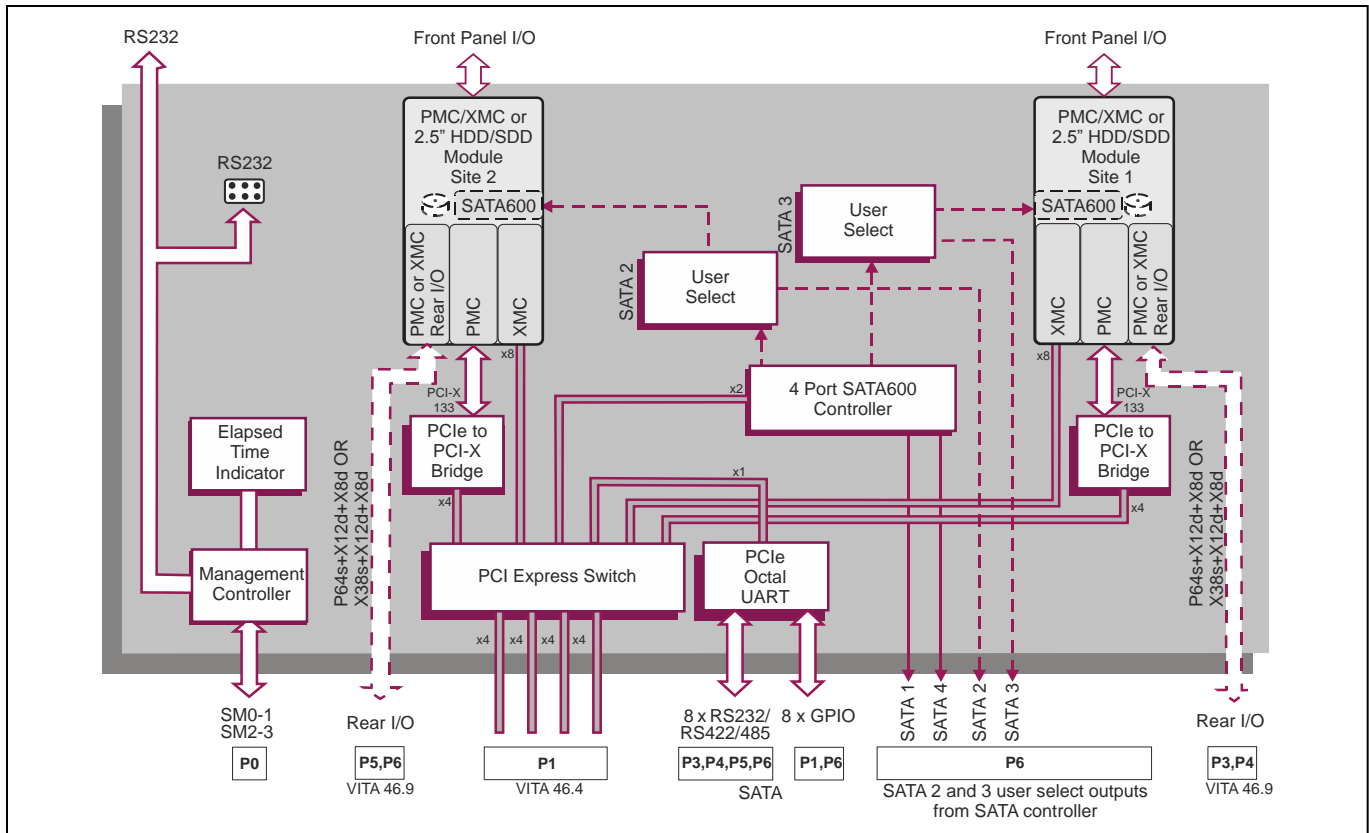 RS232
Front Panel I/O
Front Panel I/O
PMC/XMC or
2.5” HDD/SDD
Module
Site 2
SATA600
PMC or XMC
Rear I/O
PMC
XMC
PMC/XMC or
2.5” HDD/SDD
Module
Site 1
SATA600
XMC
PMC
PMC or XMC
Rear I/O
RS232
SATA 3
User
Select
SATA 2
User
Select
x8
x8
PCI-X
133
PCI-X
133
x2
4 Port SATA600
Controller
Elapsed
Time
Indicator
PCIe to
PCI-X
Bridge
PCIe to
PCI-X
Bridge
x4
x1
x4
P64s+X12d+X8d OR
X38s+X12d+X8d
P64s+X12d+X8d OR
X38s+X12d+X8d
Management
Controller
PCI Express Switch
PCIe
Octal
UART
x4
x4
x4
x4
SATA 1
SATA 4
SATA 2
SATA 3
SM0-1
SM2-3
Rear I/O
8 x RS232/
RS422/485
8 x GPIO
Rear I/O
P0
P5,P6
P1
P3,P4,P5,P6
P1,P6
P6
P3,P4
VITA 46.9
VITA 46.4
SATA
SATA 2 and 3 user select outputs
from SATA controller
VITA 46.9